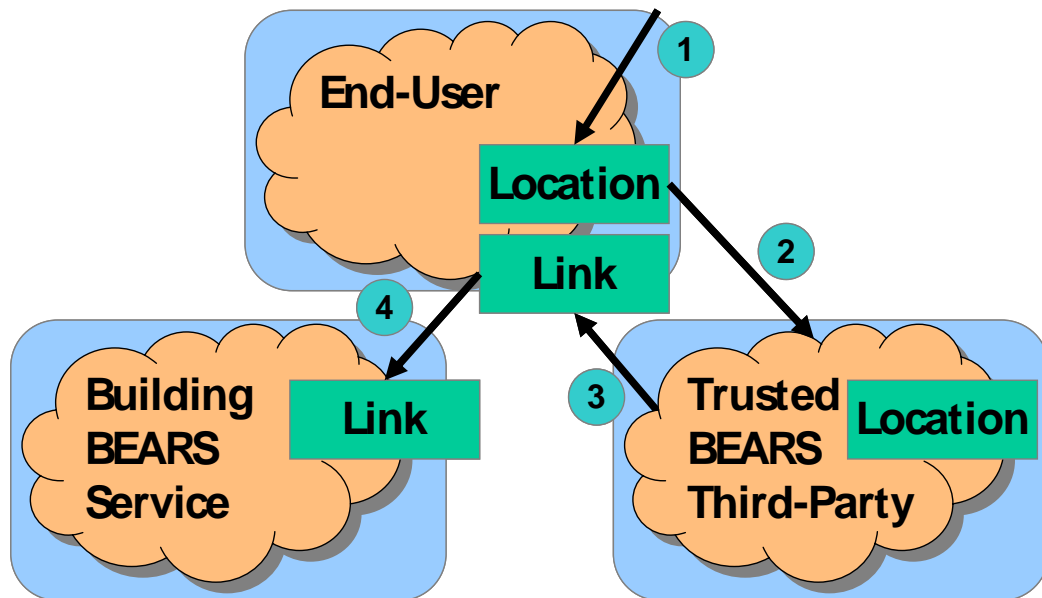 1
End-User
Location
2
Link
4
3
Building
BEARS
Service
Link
Trusted
BEARS
Third-Party
Location